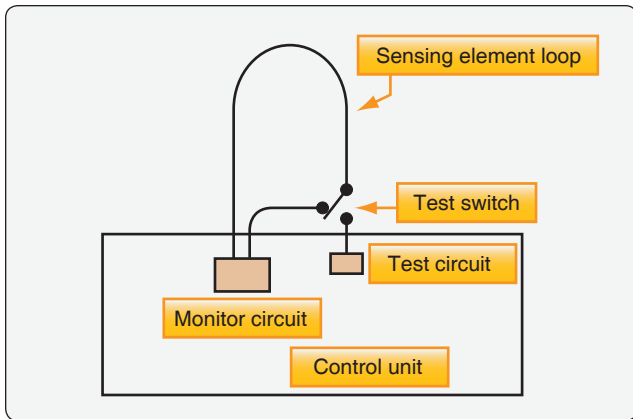 Sensing element loop
Test switch
Test circuit
Monitor circuit
Control unit